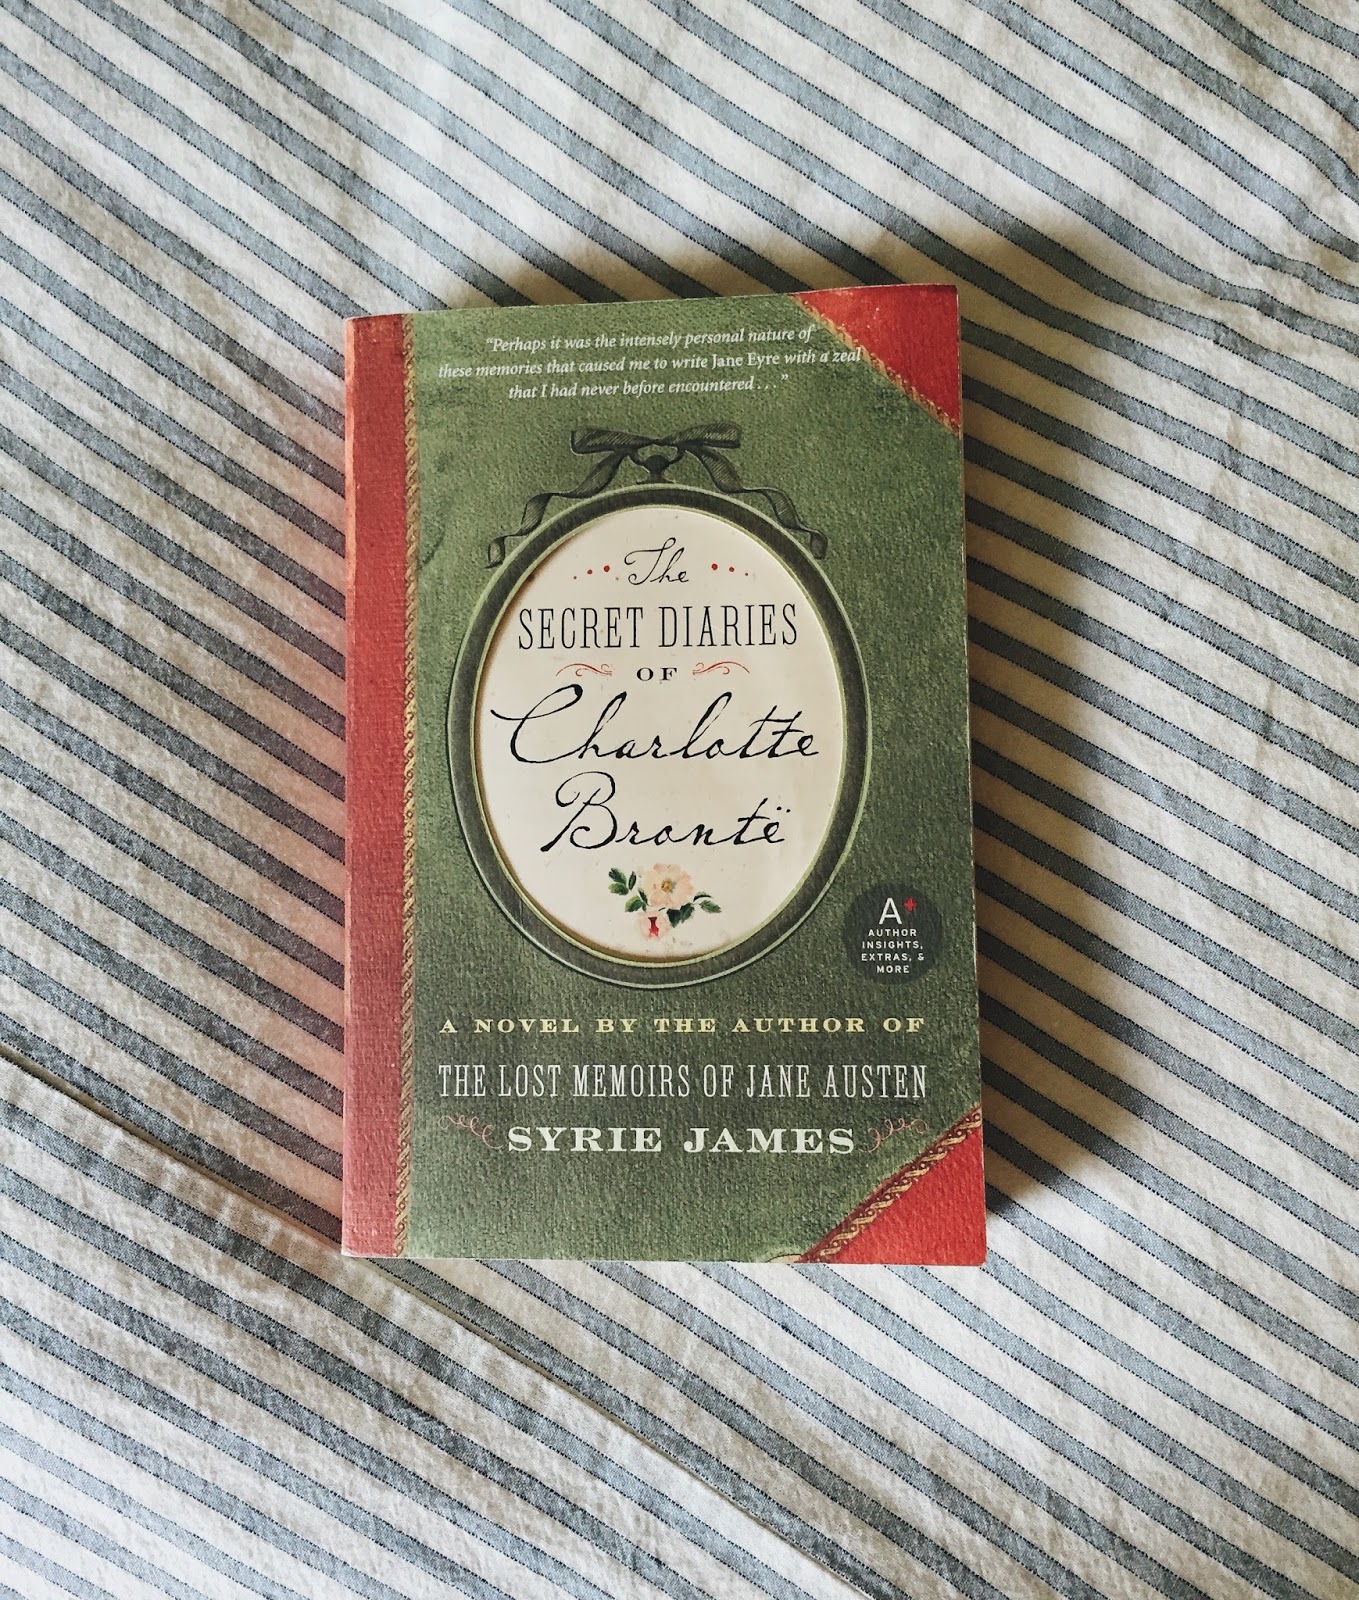 "Perhaps it was the intensely personal nature of
these memories that caused me to write Jane Eyre with a zeal
that I had never before encountered . . . "
The
SECRET DIARIES
OF
Charlotte
Brontë
A+
AUTHOR
INSIGHTS,
EXTRAS, &
MORE
A NOVEL BY THE AUTHOR OF
THE LOST MEMOIRS OF JANE AUSTEN
SYRIE JAMES